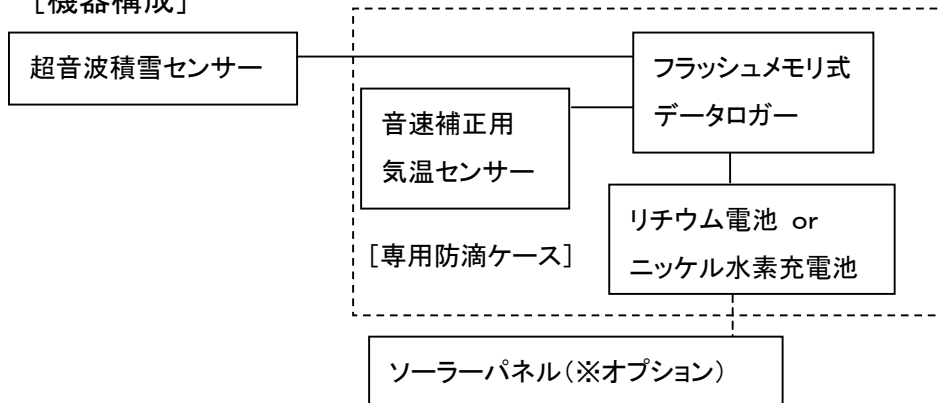 [機器構成]
超音波積雪センサー
フラッシュメモリ式
データロガー
音速補正用
気温センサー
リチウム電池 or
ニッケル水素充電池
[専用防滴ケース]
ソーラーパネル(※オプション)